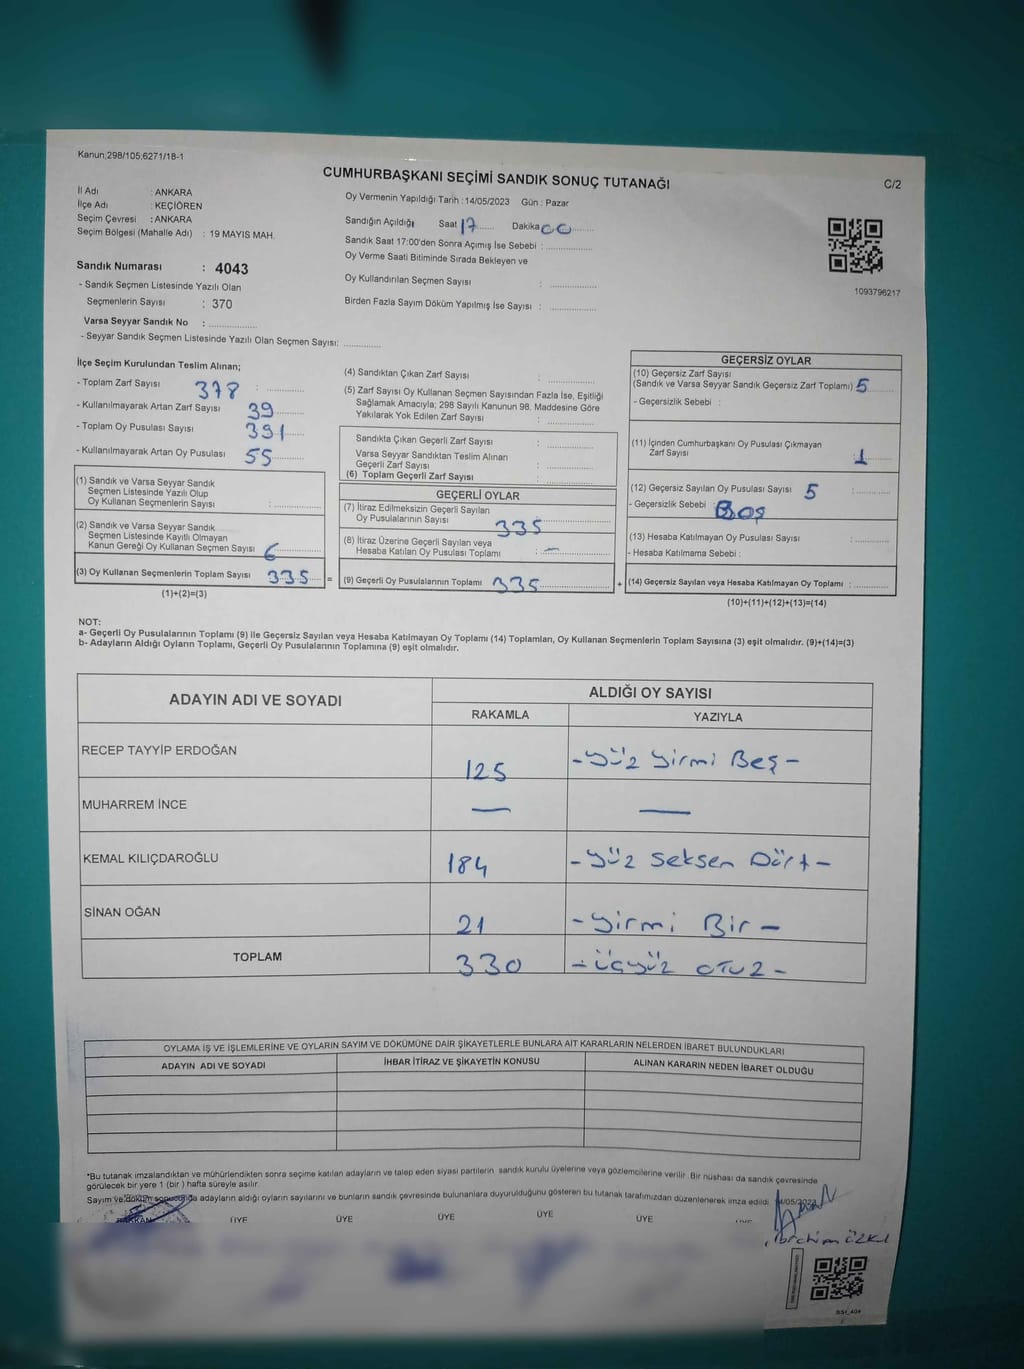 Kanun;298/105;6271/18-1
CUMHURBAŞKANI SEÇİMİ SANDIK SONUÇ TUTANAĞI
C/2
İl Adı : ANKARA
İlçe Adı : KEÇİÖREN
Seçim Çevresi : ANKARA
Seçim Bölgesi (Mahalle Adı) : 19 MAYIS MAH.
Sandık Numarası : 4043
- Sandık Seçmen Listesinde Yazılı Olan
Seçmenlerin Sayısı : 370
Varsa Seyyar Sandık No : ................
- Seyyar Sandık Seçmen Listesinde Yazılı Olan Seçmen Sayısı: ............
Oy Vermenin Yapıldığı Tarih : 14/05/2023 Gün : Pazar
Sandığın Açıldığı Saat 17 Dakika 00
Sandık Saat 17:00'den Sonra Açımış İse Sebebi : ...............
Oy Verme Saati Bitiminde Sırada Bekleyen ve
Oy Kullandırılan Seçmen Sayısı : ...............
Birden Fazla Sayım Döküm Yapılmış İse Sayısı : ...............
1093796217
İlçe Seçim Kurulundan Teslim Alınan;
- Toplam Zarf Sayısı 378
- Kullanılmayarak Artan Zarf Sayısı 39
- Toplam Oy Pusulası Sayısı 391
- Kullanılmayarak Artan Oy Pusulası 55
(1) Sandık ve Varsa Seyyar Sandık
Seçmen Listesinde Yazılı Olup
Oy Kullanan Seçmenlerin Sayısı : ............
(2) Sandık ve Varsa Seyyar Sandık
Seçmen Listesinde Kayıtlı Olmayan
Kanun Gereği Oy Kullanan Seçmen Sayısı 6
(3) Oy Kullanan Seçmenlerin Toplam Sayısı 335 =
(1)+(2)=(3)
(4) Sandıktan Çıkan Zarf Sayısı : ............
(5) Zarf Sayısı Oy Kullanan Seçmen Sayısından Fazla İse, Eşitliği
Sağlamak Amacıyla; 298 Sayılı Kanunun 98. Maddesine Göre
Yakılarak Yok Edilen Zarf Sayısı : ............
Sandıkta Çıkan Geçerli Zarf Sayısı : ............
Varsa Seyyar Sandıktan Teslim Alınan
Geçerli Zarf Sayısı : ............
(6) Toplam Geçerli Zarf Sayısı : ............
GEÇERLİ OYLAR
(7) İtiraz Edilmeksizin Geçerli Sayılan
Oy Pusulalarının Sayısı 335
(8) İtiraz Üzerine Geçerli Sayılan veya
Hesaba Katılan Oy Pusulası Toplamı : —
(9) Geçerli Oy Pusulalarının Toplamı 335 +
GEÇERSİZ OYLAR
(10) Geçersiz Zarf Sayısı
(Sandık ve Varsa Seyyar Sandık Geçersiz Zarf Toplamı) 5
- Geçersizlik Sebebi :
(11) İçinden Cumhurbaşkanı Oy Pusulası Çıkmayan
Zarf Sayısı 1
(12) Geçersiz Sayılan Oy Pusulası Sayısı 5
- Geçersizlik Sebebi Boş
(13) Hesaba Katılmayan Oy Pusulası Sayısı : ............
- Hesaba Katılmama Sebebi :
(14) Geçersiz Sayılan veya Hesaba Katılmayan Oy Toplamı : ............
(10)+(11)+(12)+(13)=(14)
NOT:
a- Geçerli Oy Pusulalarının Toplamı (9) ile Geçersiz Sayılan veya Hesaba Katılmayan Oy Toplamı (14) Toplamları, Oy Kullanan Seçmenlerin Toplam Sayısına (3) eşit olmalıdır. (9)+(14)=(3)
b- Adayların Aldığı Oyların Toplamı, Geçerli Oy Pusulalarının Toplamına (9) eşit olmalıdır.
ADAYIN ADI VE SOYADI
ALDIĞI OY SAYISI
RAKAMLA YAZIYLA
RECEP TAYYİP ERDOĞAN 125 - yüz yirmi Beş -
MUHARREM İNCE — —
KEMAL KILIÇDAROĞLU 184 - yüz seksen Dört -
SİNAN OĞAN 21 - yirmi Bir -
TOPLAM 330 - üçyüz otuz -
OYLAMA İŞ VE İŞLEMLERİNE VE OYLARIN SAYIM VE DÖKÜMÜNE DAİR ŞİKAYETLERLE BUNLARA AİT KARARLARIN NELERDEN İBARET BULUNDUKLARI
ADAYIN ADI VE SOYADI İHBAR İTİRAZ VE ŞİKAYETİN KONUSU ALINAN KARARIN NEDEN İBARET OLDUĞU
*Bu tutanak imzalandıktan ve mühürlendikten sonra seçime katılan adayların ve talep eden siyasi partilerin sandık kurulu üyelerine veya gözlemcilerine verilir. Bir nüshası da sandık çevresinde
görülecek bir yere 1 (bir) hafta süreyle asılır.
Sayım ve döküm sonucunda adayların aldığı oyların sayılarını ve bunların sandık çevresinde bulunanlara duyurulduğunu gösteren bu tutanak tarafımızdan düzenlenerek imza edildi. 14/05/2023
BAŞKAN ÜYE ÜYE ÜYE ÜYE ÜYE
İbrahim ÖZKUL